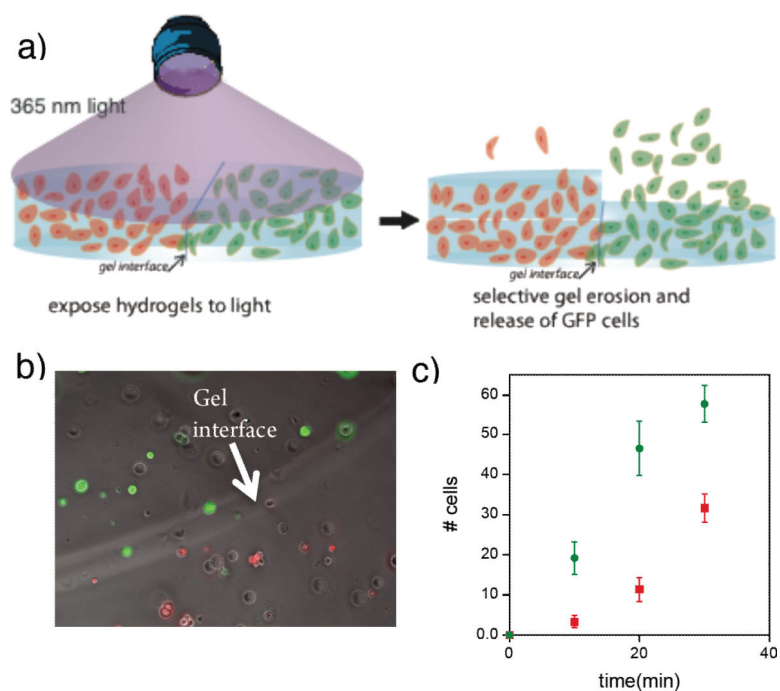 a)
365 nm light
gel interface
expose hydrogels to light
gel interface
selective gel erosion and
release of GFP cells
b)
Gel
interface
c)
# cells
60
50
40
30
20
10
0.0
0
20
40
time(min)